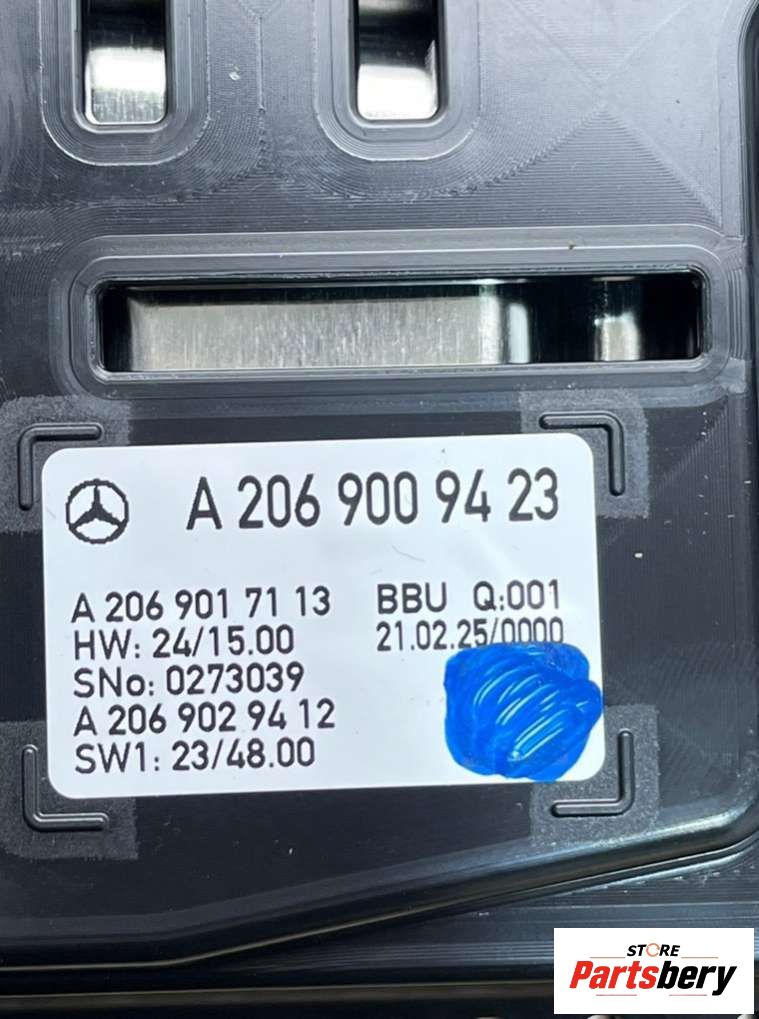 A 206 900 94 23
A 206 901 71 13 BBU Q:001
HW: 24/15.00 21.02.25/0000
SNo: 0273039
A 206 902 94 12
SW1: 23/48.00
STORE
Partsbery